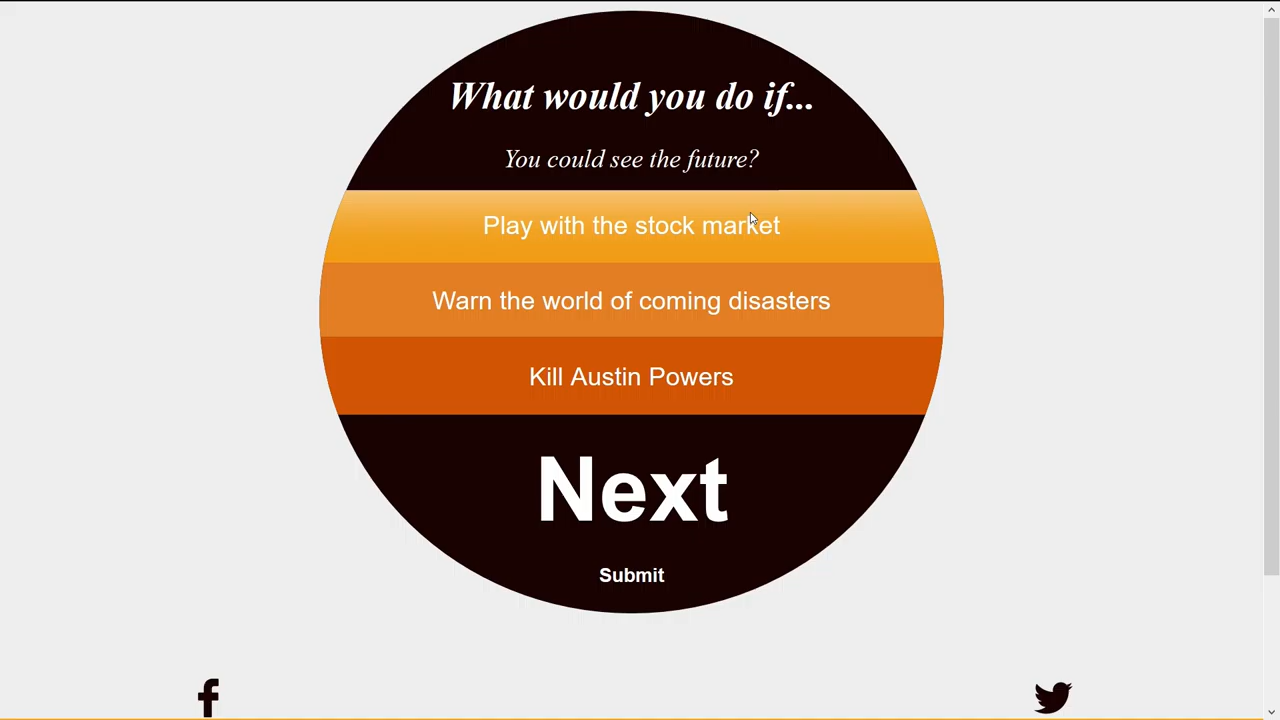 What would you do if...
You could see the future?
Play with the stock market
Warn the world of coming disasters
Kill Austin Powers
Next
Submit